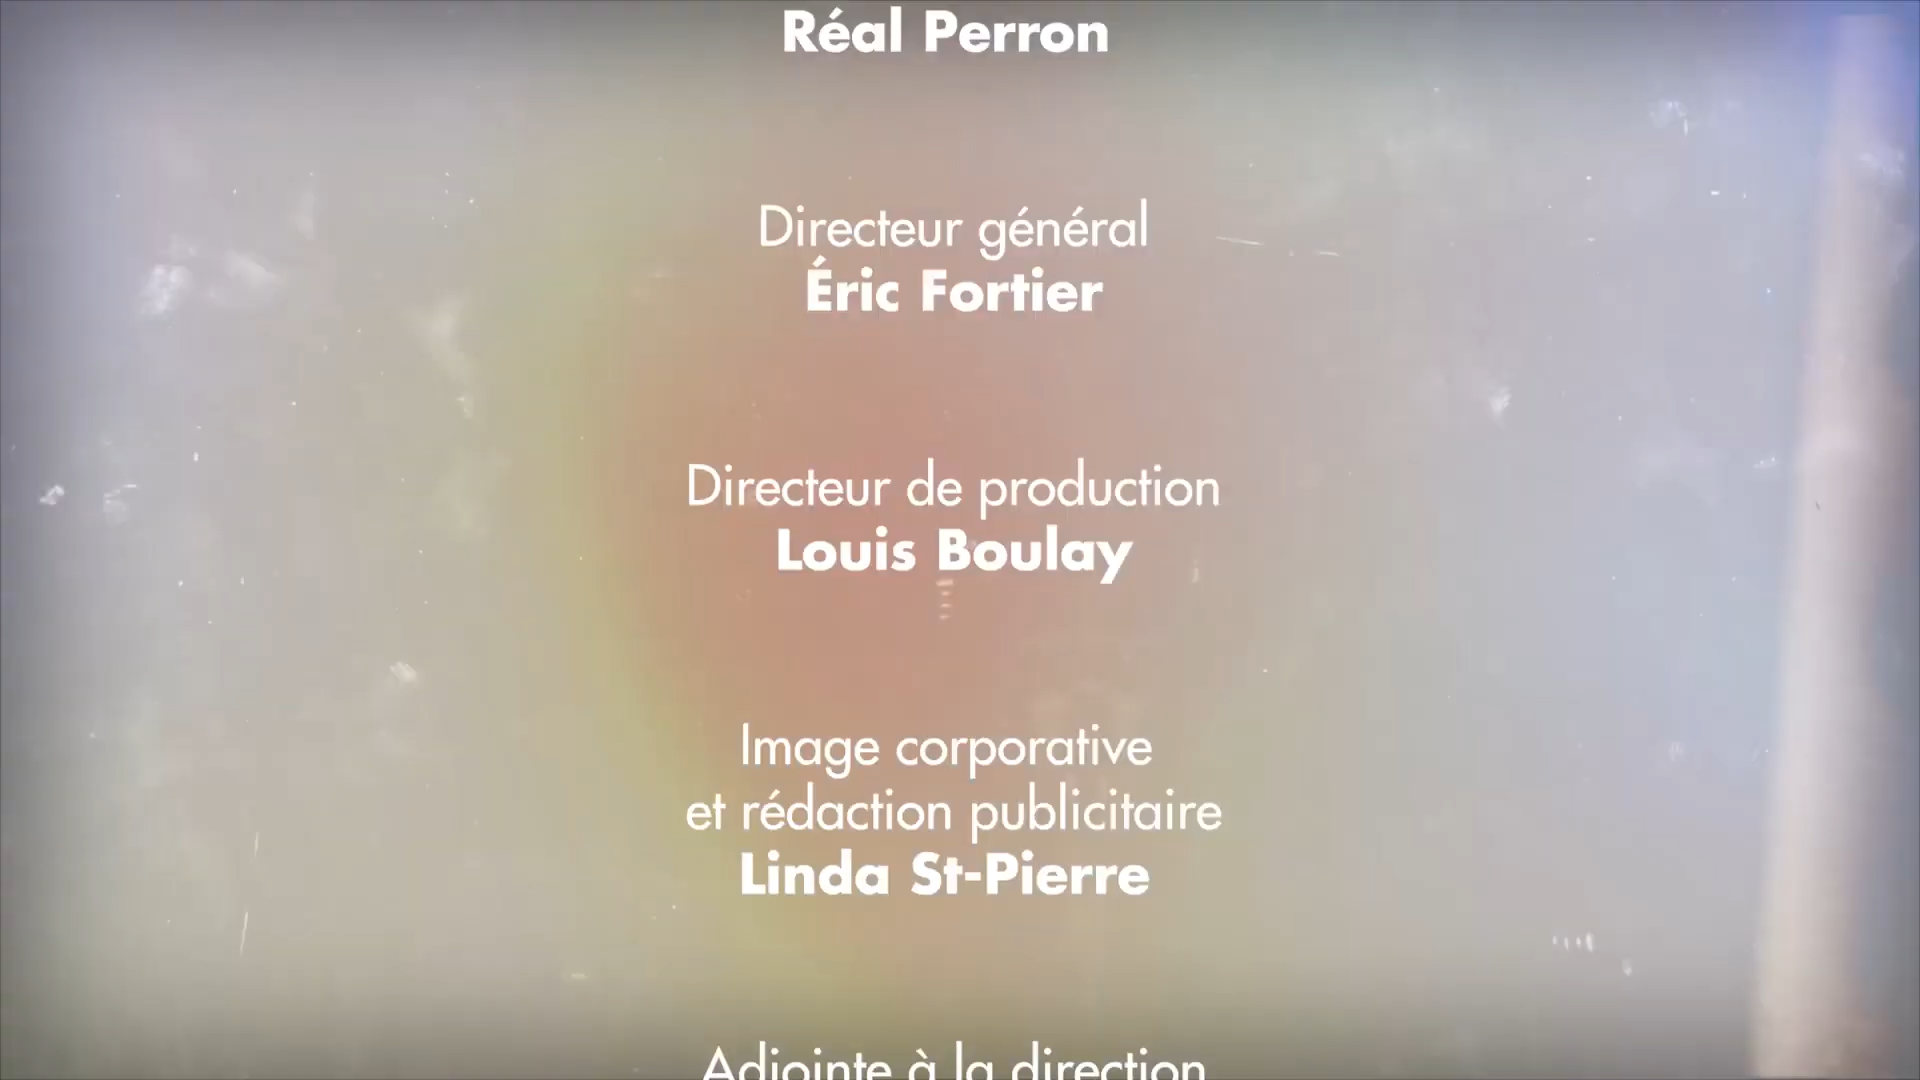 Réal Perron
Directeur général
Éric Fortier
Directeur de production
Louis Boulay
Image corporative
et rédaction publicitaire
Linda St-Pierre
Adjointe à la direction